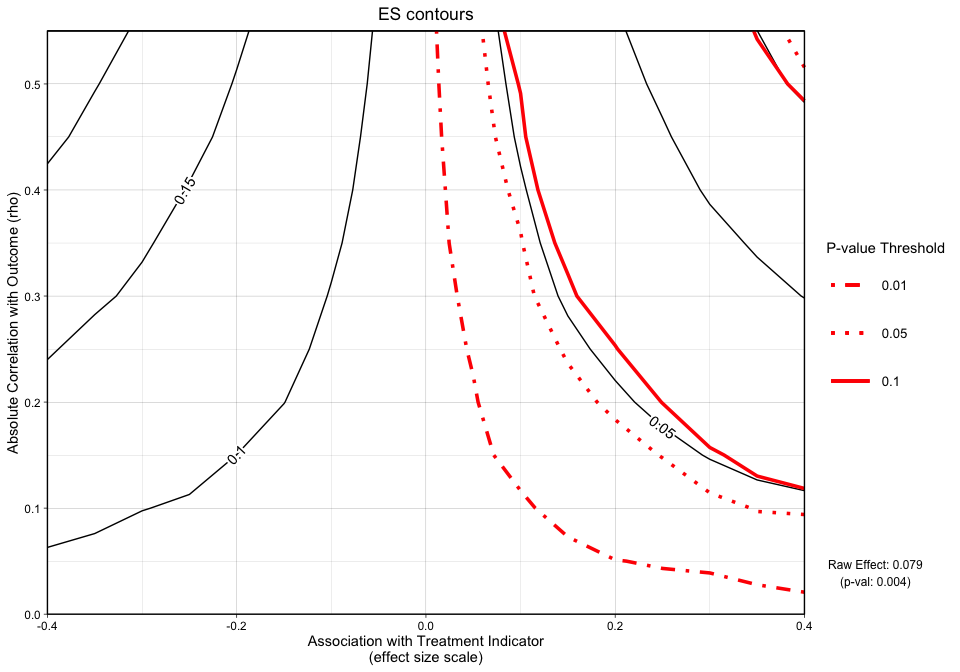 ES contours
Absolute Correlation with Outcome (rho)
0.5
0.4
0.3
0.2
0.1
0.0
-0.4
-0.2
0.0
0.2
0.4
Association with Treatment Indicator
(effect size scale)
0.15
0.1
0.05
P-value Threshold
0.01
0.05
0.1
Raw Effect: 0.079
(p-val: 0.004)